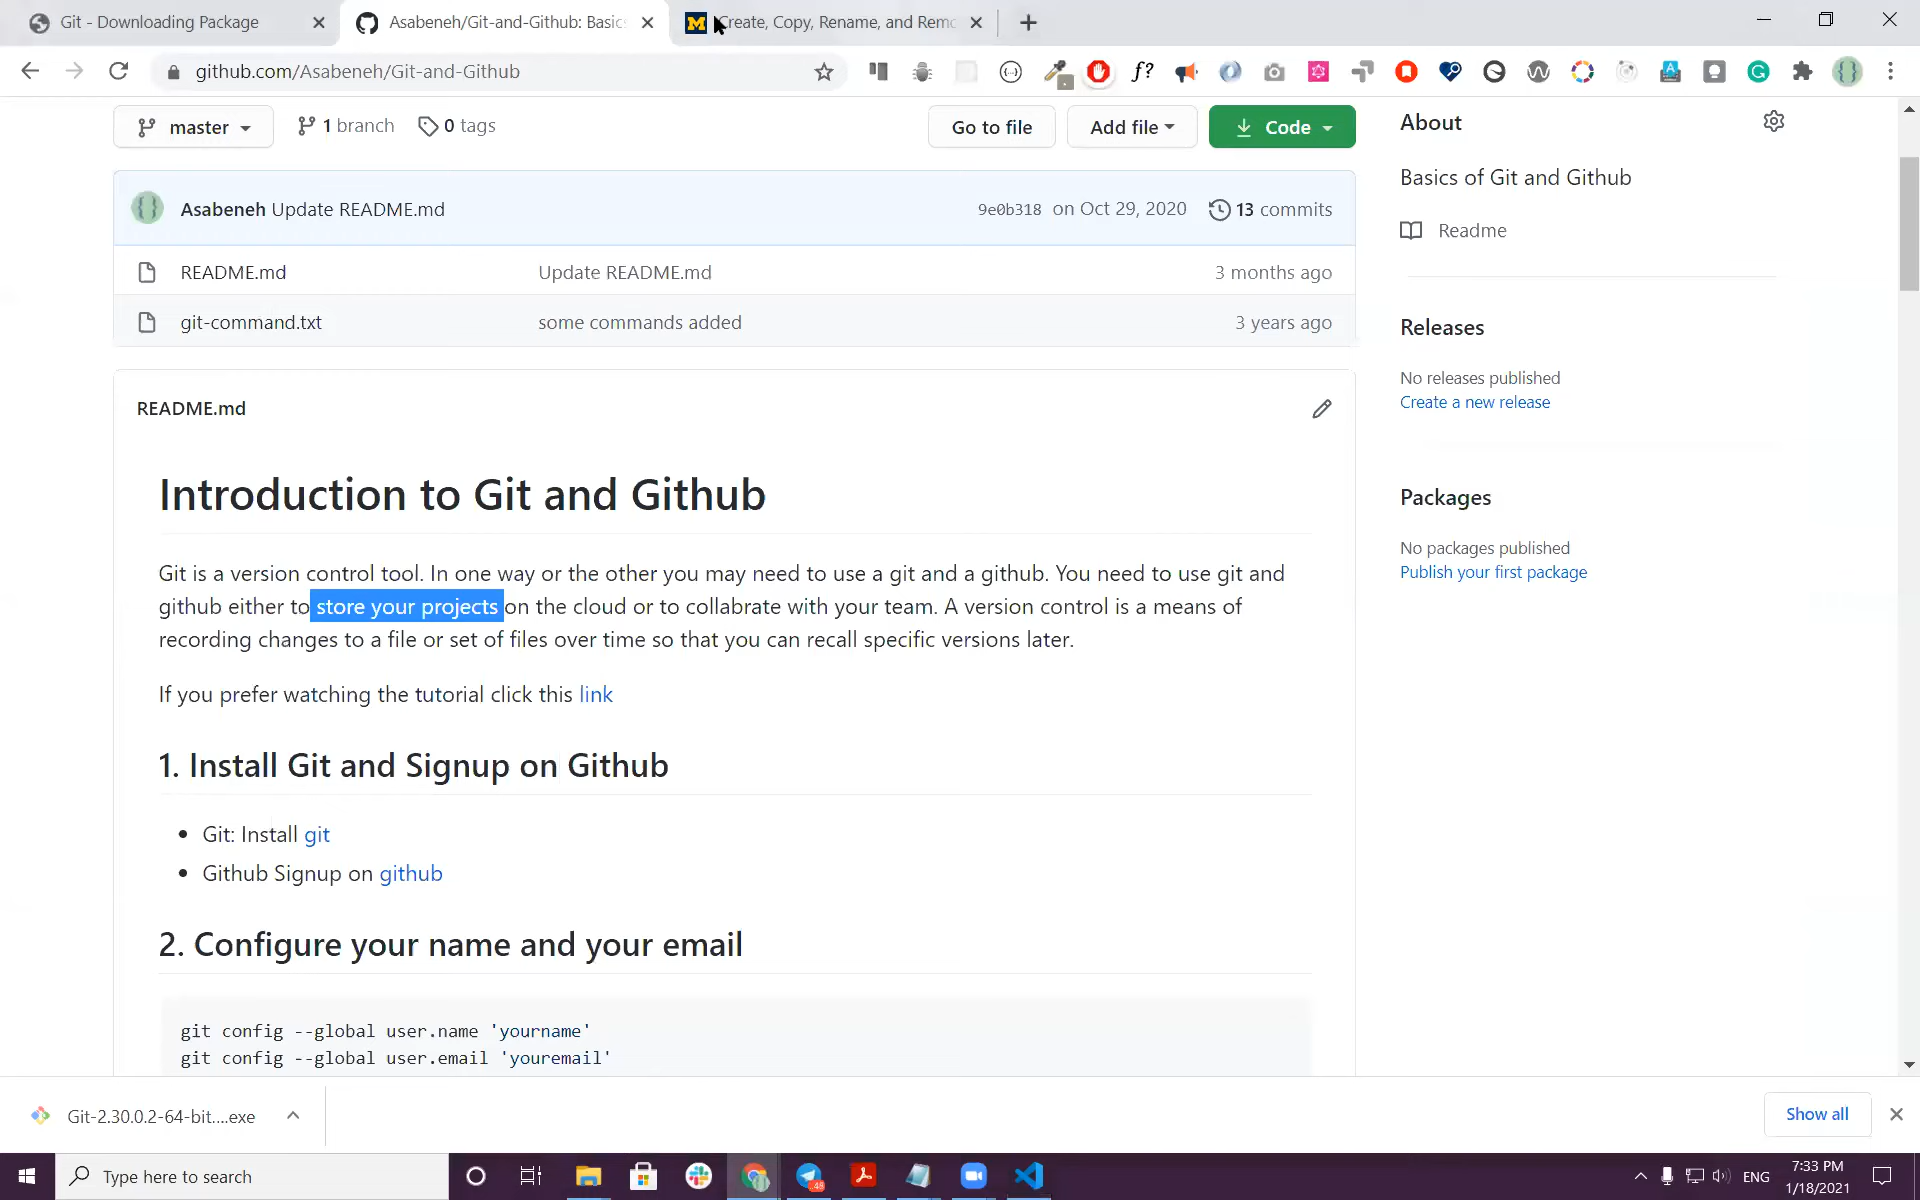 Git - Downloading Package
Asabeneh/Git-and-Github: Basic
Create, Copy, Rename, and Rem
github.com/Asabeneh/Git-and-Github
master
1 branch
0 tags
Go to file
Add file
Code
Asabeneh Update README.md
9e0b318 on Oct 29, 2020
13 commits
README.md
Update README.md
3 months ago
git-command.txt
some commands added
3 years ago
README.md
Introduction to Git and Github
Git is a version control tool. In one way or the other you may need to use a git and a github. You need to use git and
github either to store your projects on the cloud or to collabrate with your team. A version control is a means of
recording changes to a file or set of files over time so that you can recall specific versions later.
If you prefer watching the tutorial click this link
1. Install Git and Signup on Github
• Git: Install git
• Github Signup on github
2. Configure your name and your email
git config --global user.name 'yourname'
git config --global user.email 'youremail'
About
Basics of Git and Github
Readme
Releases
No releases published
Create a new release
Packages
No packages published
Publish your first package
Git-2.30.0.2-64-bit....exe
Show all
Type here to search
ENG
7:33 PM
1/18/2021